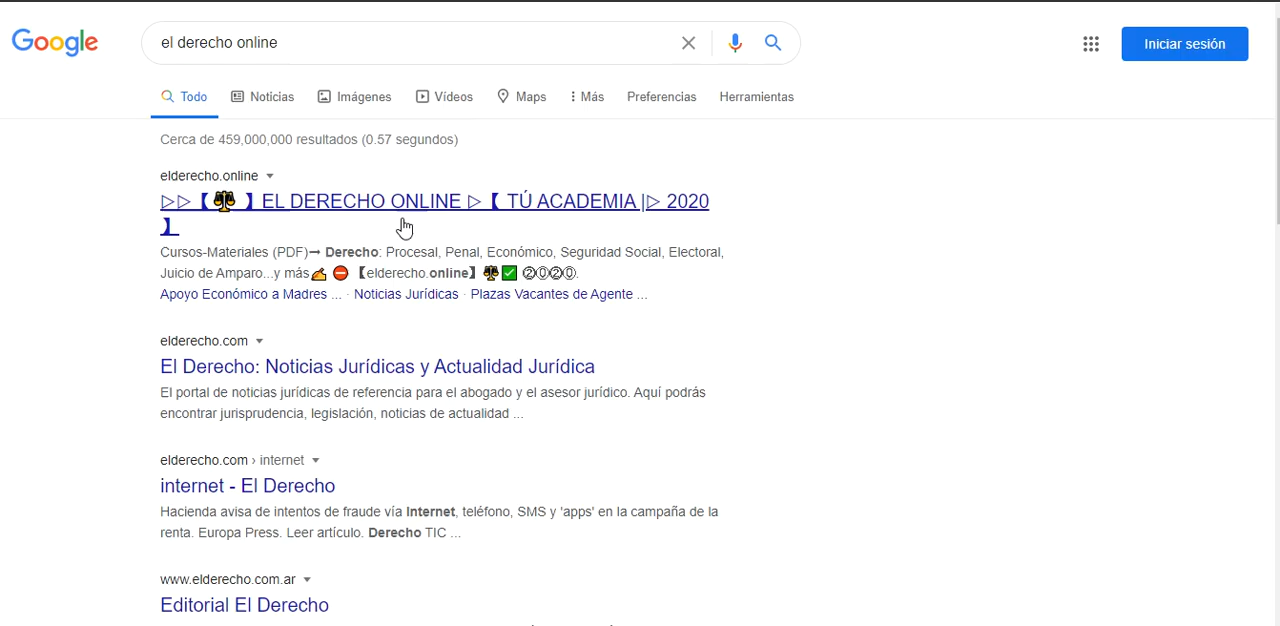 Google
el derecho online
Iniciar sesión
Todo Noticias Imágenes Vídeos Maps Más Preferencias Herramientas
Cerca de 459,000,000 resultados (0.57 segundos)
elderecho.online
▷▷【⚖️ 】EL DERECHO ONLINE ▷【 TÚ ACADEMIA |▷ 2020
】
Cursos-Materiales (PDF)➞ Derecho: Procesal, Penal, Económico, Seguridad Social, Electoral,
Juicio de Amparo...y más✍️ ⛔ 【elderecho.online】⚖️✅ ⓶⓪⓶⓪.
Apoyo Económico a Madres ... · Noticias Jurídicas · Plazas Vacantes de Agente ...
elderecho.com
El Derecho: Noticias Jurídicas y Actualidad Jurídica
El portal de noticias jurídicas de referencia para el abogado y el asesor jurídico. Aquí podrás
encontrar jurisprudencia, legislación, noticias de actualidad ...
elderecho.com › internet
internet - El Derecho
Hacienda avisa de intentos de fraude vía Internet, teléfono, SMS y 'apps' en la campaña de la
renta. Europa Press. Leer artículo. Derecho TIC ...
www.elderecho.com.ar
Editorial El Derecho